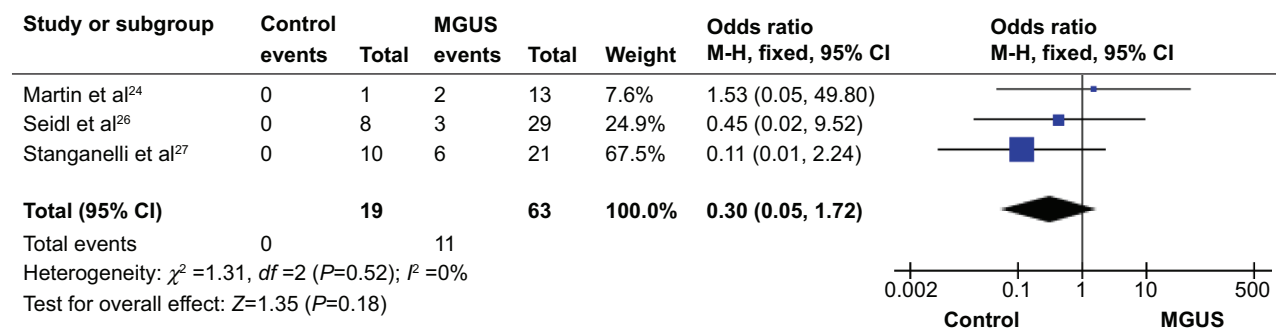 Study or subgroup Control MGUS Odds ratio Odds ratio
events Total events Total Weight M-H, fixed, 95% CI M-H, fixed, 95% CI
Martin et al²⁴ 0 1 2 13 7.6% 1.53 (0.05, 49.80)
Seidl et al²⁶ 0 8 3 29 24.9% 0.45 (0.02, 9.52)
Stanganelli et al²⁷ 0 10 6 21 67.5% 0.11 (0.01, 2.24)
Total (95% CI) 19 63 100.0% 0.30 (0.05, 1.72)
Total events 0 11
Heterogeneity: χ² =1.31, df =2 (P=0.52); I² =0%
Test for overall effect: Z=1.35 (P=0.18)
0.002 0.1 1 10 500
Control MGUS